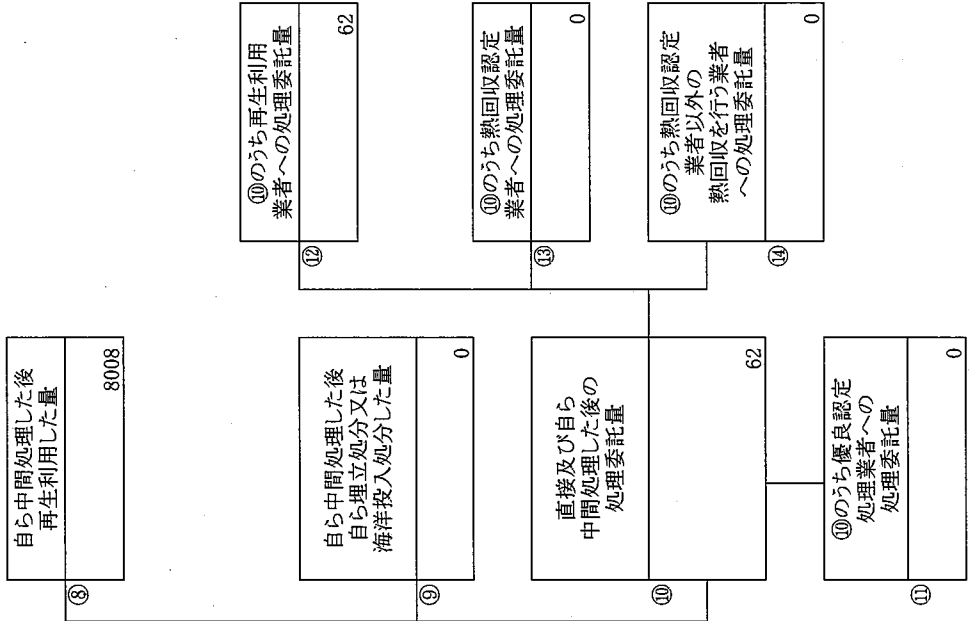 自ら中間処理した後
再生利用した量
⑧
8008
自ら中間処理した後
自ら埋立処分又は
海洋投入処分した量
⑨
0
直接及び自ら
中間処理した後の
処理委託量
⑩
62
⑩のうち優良認定
処理業者への
処理委託量
⑪
0
⑩のうち再生利用
業者への処理委託量
⑫
62
⑩のうち熱回収認定
業者への処理委託量
⑬
0
⑩のうち熱回収認定
業者以外の
熱回収を行う業者
への処理委託量
⑭
0